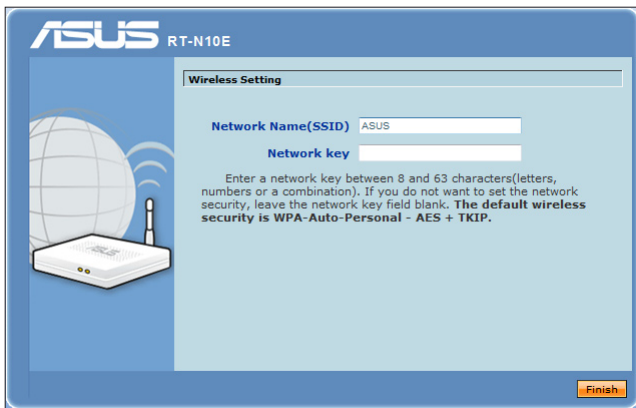 ASUS RT-N10E
Wireless Setting
Network Name(SSID) ASUS
Network key
Enter a network key between 8 and 63 characters(letters,
numbers or a combination). If you do not want to set the network
security, leave the network key field blank. The default wireless
security is WPA-Auto-Personal - AES + TKIP.
ASUS
Finish